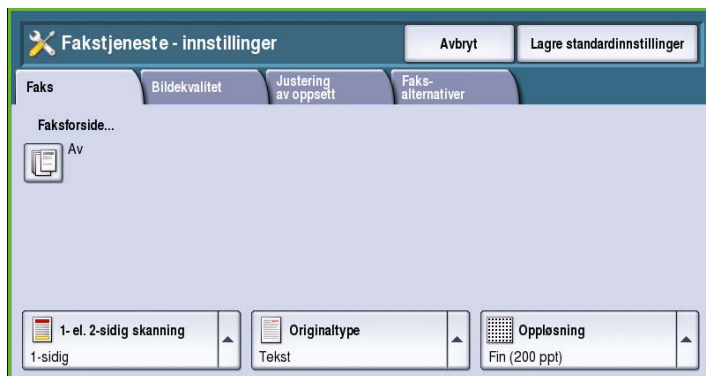 Fakstjeneste - innstillinger
Avbryt
Lagre standardinnstillinger
Faks
Bildekvalitet
Justering
av oppsett
Faks-
alternativer
Faksforside...
Av
1- el. 2-sidig skanning
1-sidig
Originaltype
Tekst
Oppløsning
Fin (200 ppt)